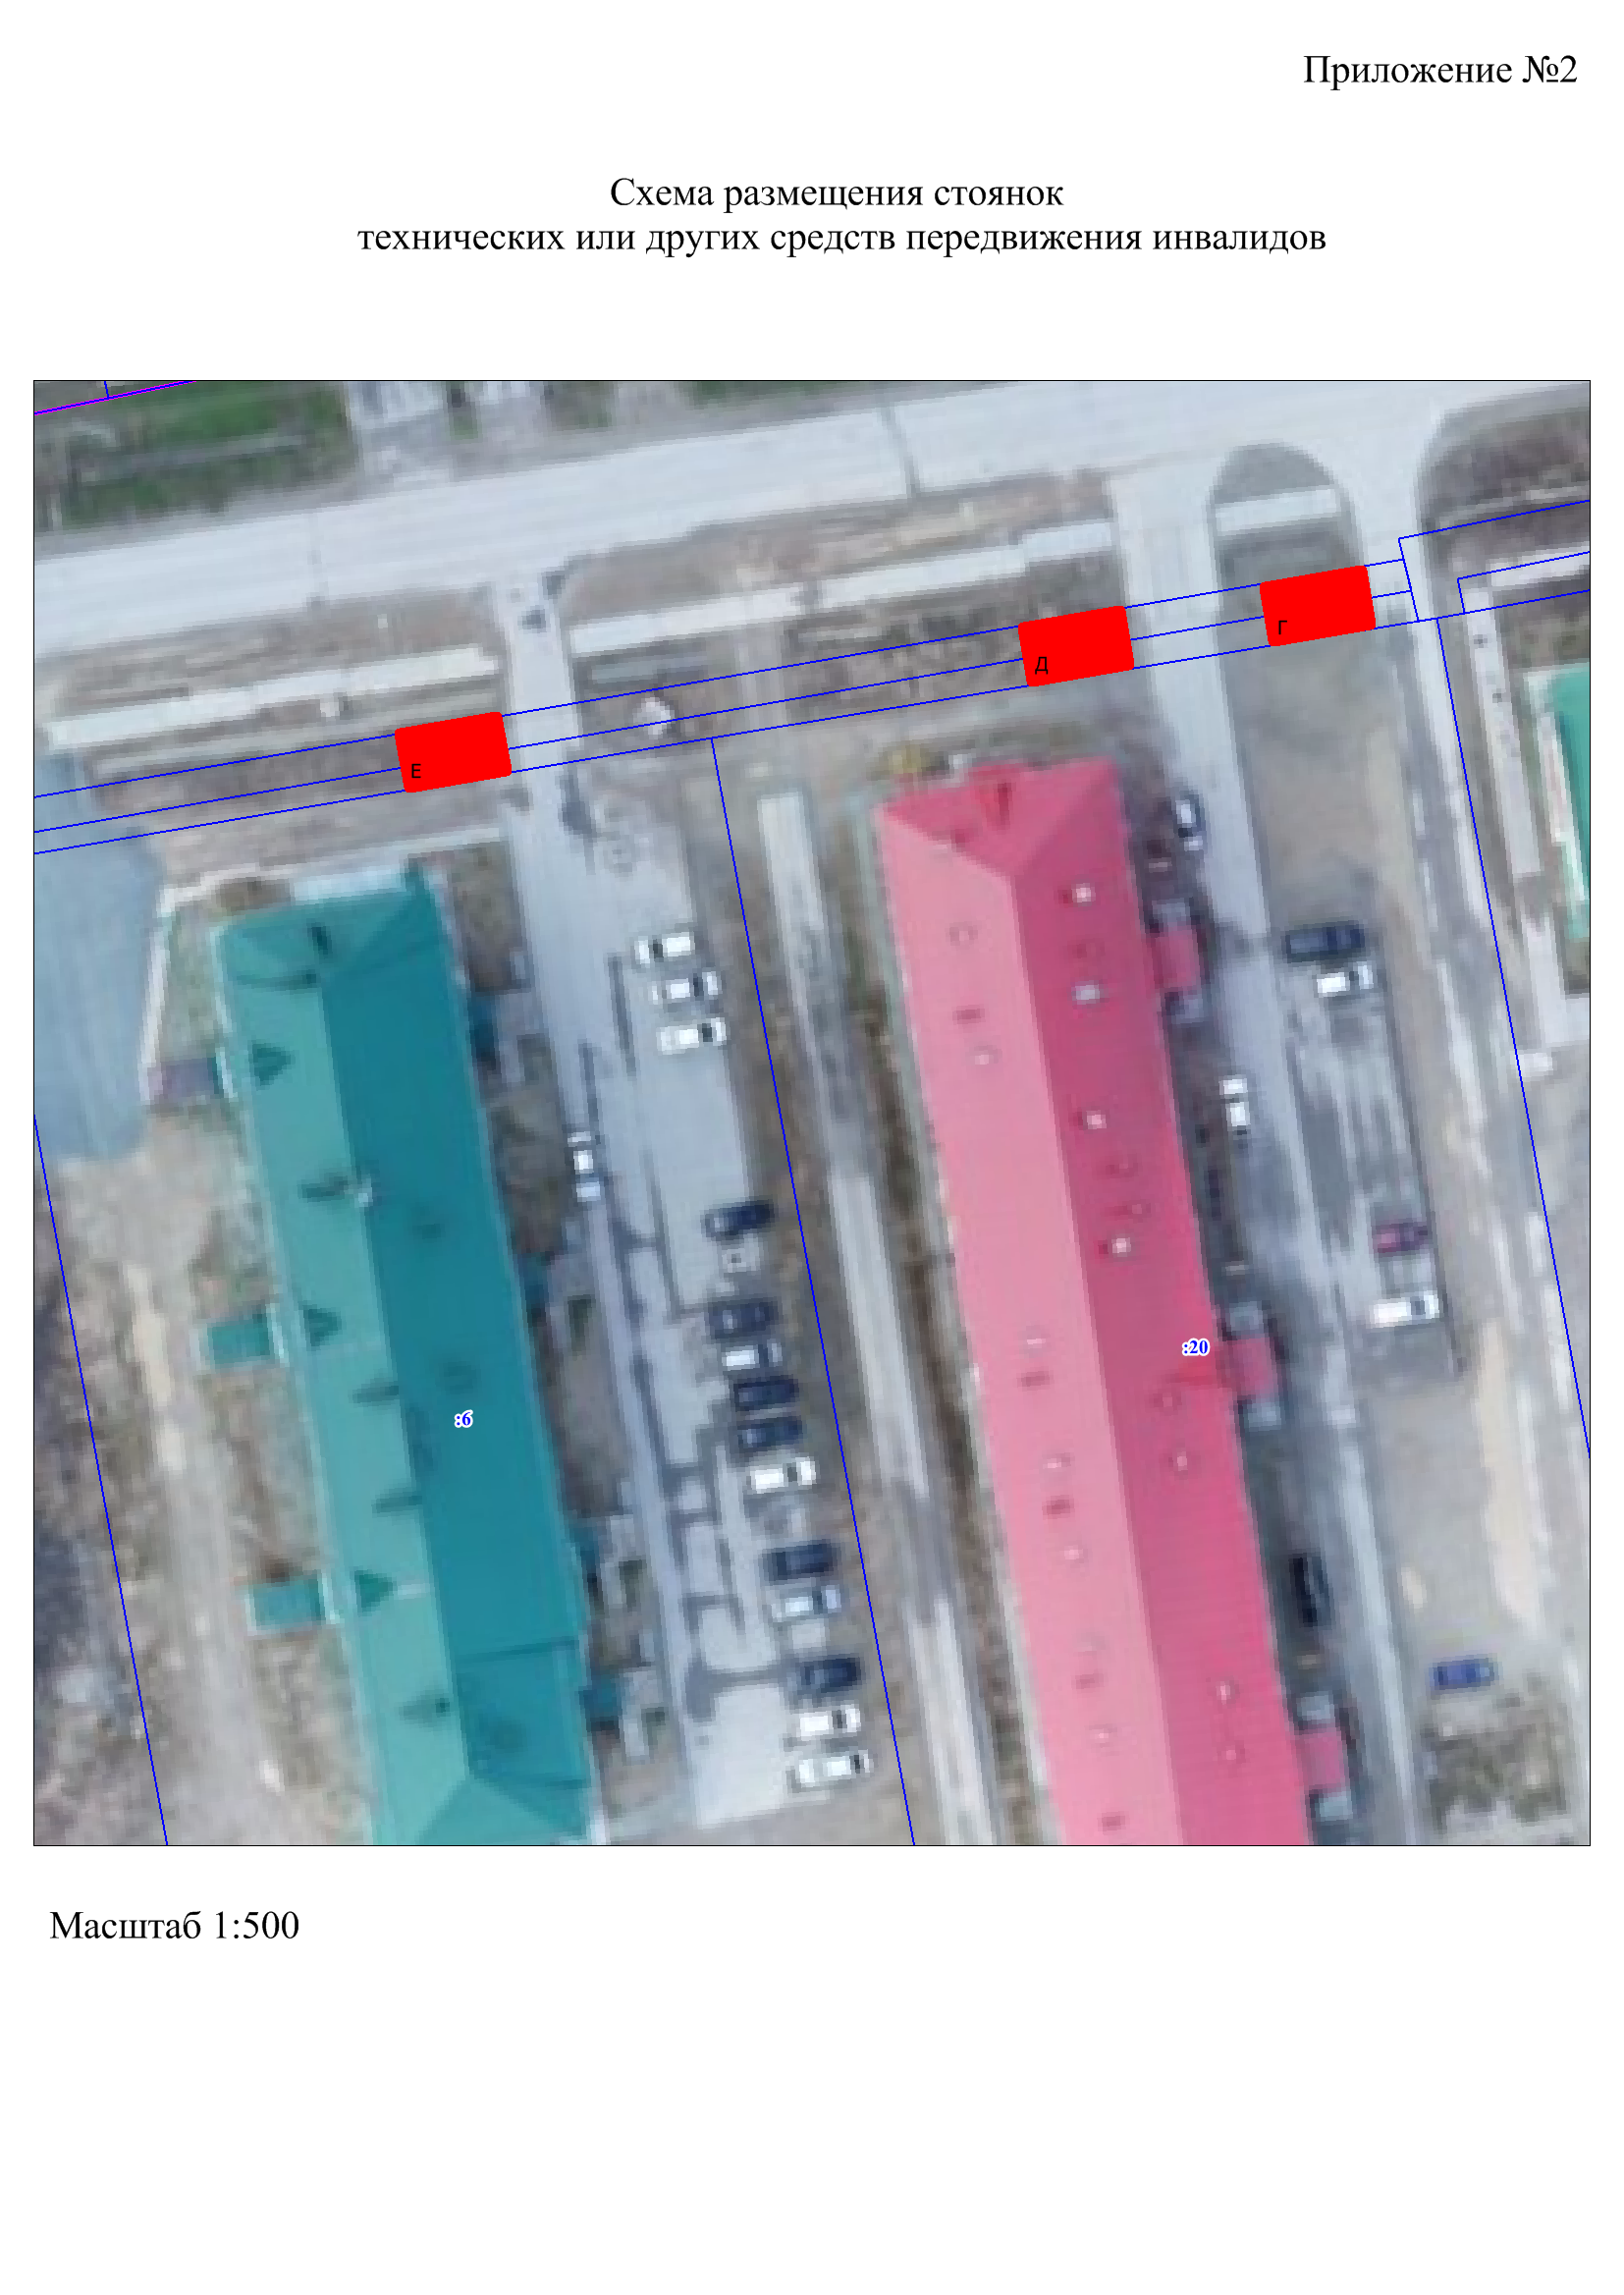 Приложение №2
Схема размещения стоянок
технических или других средств передвижения инвалидов
Г
Д
Е
:20
:6
Масштаб 1:500